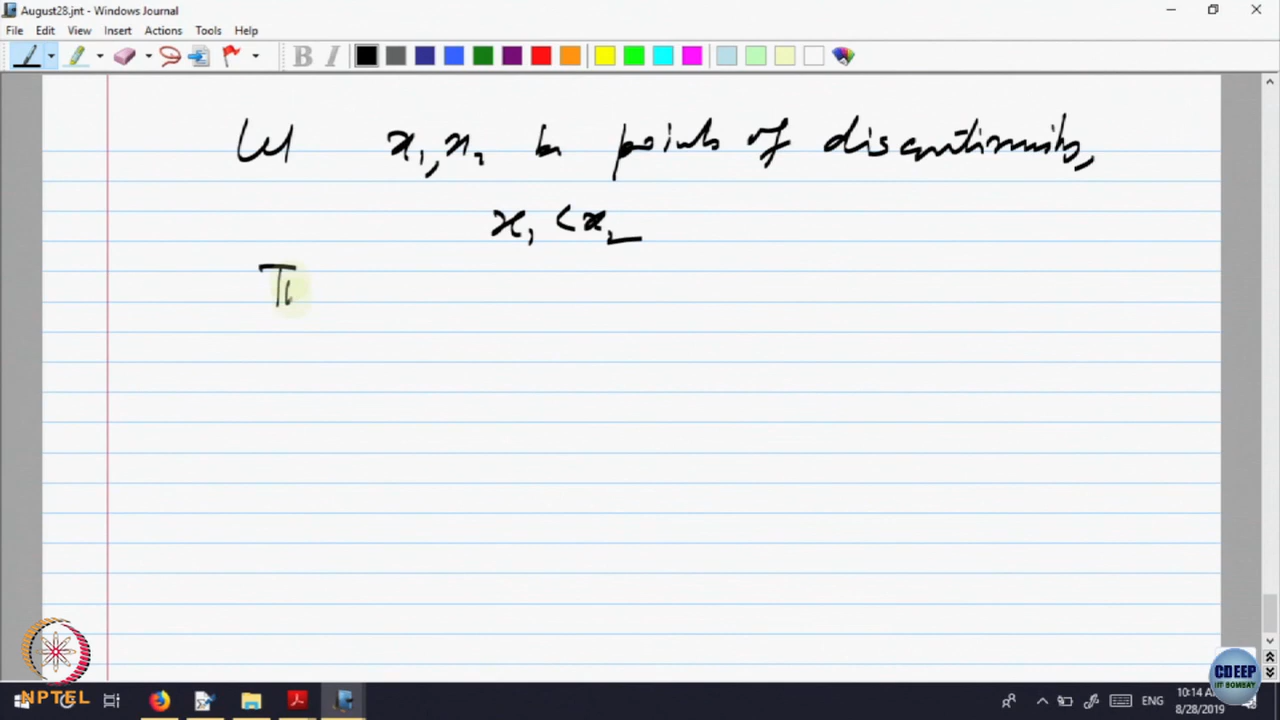 August28.jnt - Windows Journal
File Edit View Insert Actions Tools Help
B I
Let x₁, x₂ be points of discontinuity,
x₁ < x₂
NPTEL
CDEEP
IIT BOMBAY
ENG
10:14 A
8/28/2019